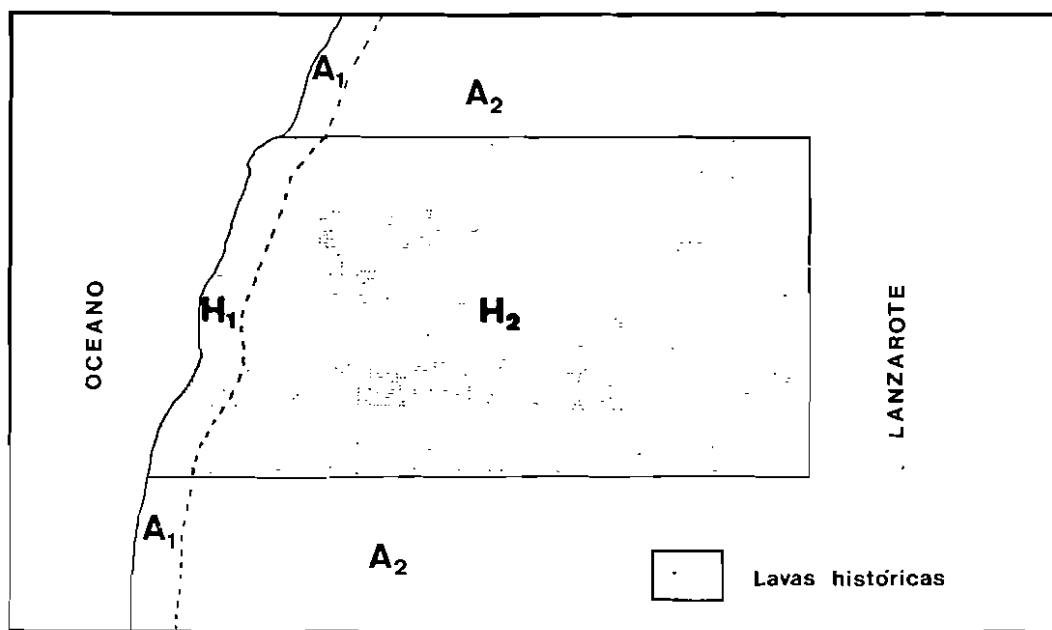 A₁
A₂
H₁
H₂
OCEANO
LANZAROTE
A₁
A₂
Lavas históricas